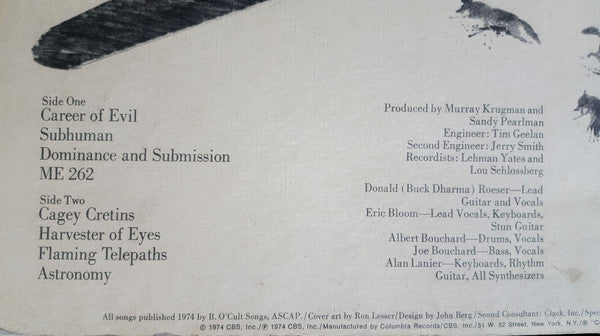 Side One
Career of Evil
Subhuman
Dominance and Submission
ME 262
Side Two
Cagey Cretins
Harvester of Eyes
Flaming Telepaths
Astronomy
Produced by Murray Krugman and
Sandy Pearlman
Engineer: Tim Geelan
Second Engineer: Jerry Smith
Recordists: Lehman Yates and
Lou Schlossberg
Donald (Buck Dharma) Roeser—Lead
Guitar and Vocals
Eric Bloom—Lead Vocals, Keyboards,
Stun Guitar
Albert Bouchard—Drums, Vocals
Joe Bouchard—Bass, Vocals
Alan Lanier—Keyboards, Rhythm
Guitar, All Synthesizers
All songs published 1974 by B. O'Cult Songs, ASCAP./Cover art by Ron Lesser/Design by John Berg/Sound Consultant: Clack, Inc./Spec
© 1974 CBS, Inc./℗ 1974 CBS, Inc./Manufactured by Columbia Records/CBS, Inc./51 W. 52 Street, New York, N.Y./® "C